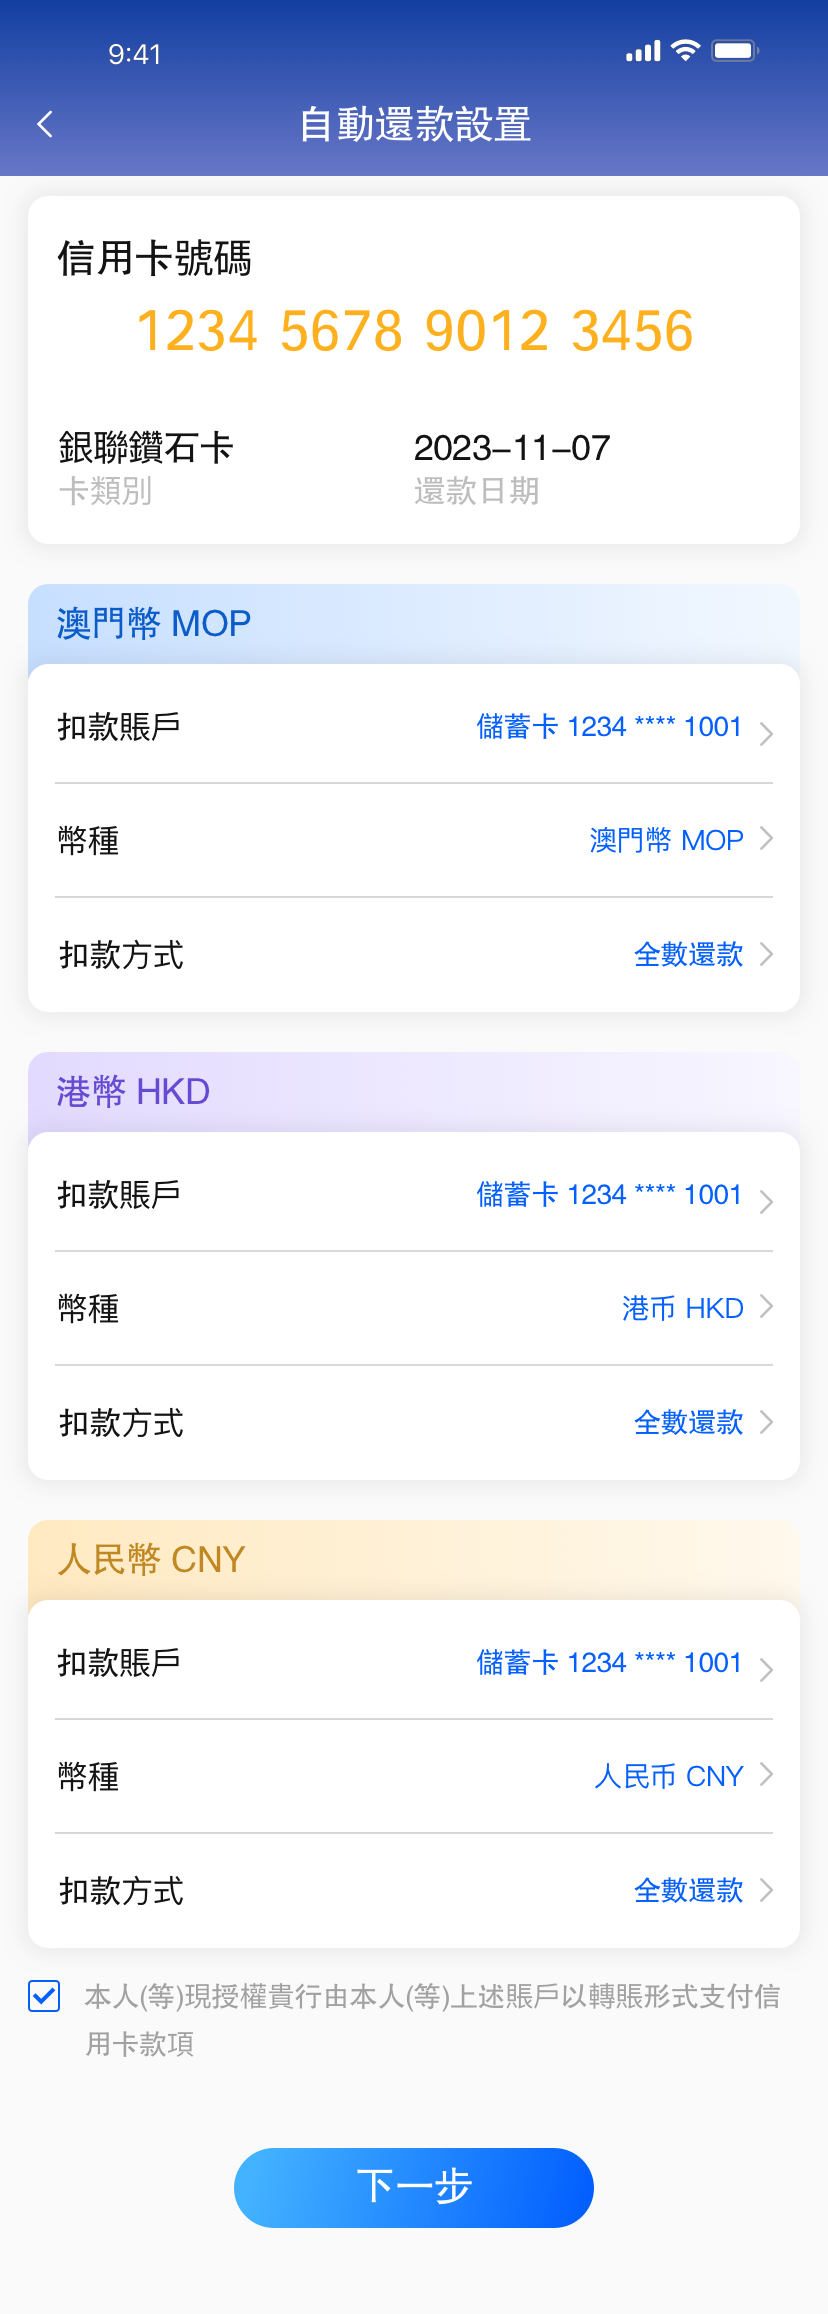 9:41
自動還款設置
信用卡號碼
1234 5678 9012 3456
銀聯鑽石卡 2023-11-07
卡類別 還款日期
澳門幣 MOP
扣款賬戶 儲蓄卡 1234 **** 1001
幣種 澳門幣 MOP
扣款方式 全數還款
港幣 HKD
扣款賬戶 儲蓄卡 1234 **** 1001
幣種 港币 HKD
扣款方式 全數還款
人民幣 CNY
扣款賬戶 儲蓄卡 1234 **** 1001
幣種 人民币 CNY
扣款方式 全數還款
本人(等)現授權貴行由本人(等)上述賬戶以轉賬形式支付信
用卡款項
下一步